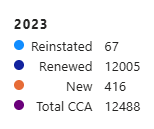 2023
Reinstated 67
Renewed 12005
New 416
Total CCA 12488